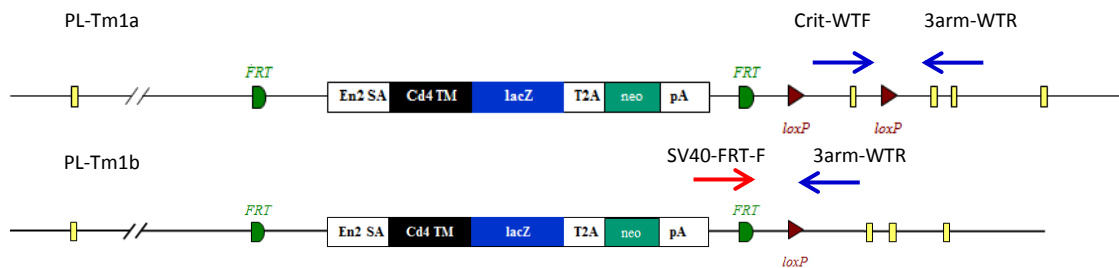 PL-Tm1a
Crit-WTF
3arm-WTR
FRT
FRT
En2 SA
Cd4 TM
lacZ
T2A
neo
pA
loxP
loxP
PL-Tm1b
SV40-FRT-F
3arm-WTR
FRT
FRT
En2 SA
Cd4 TM
lacZ
T2A
neo
pA
loxP